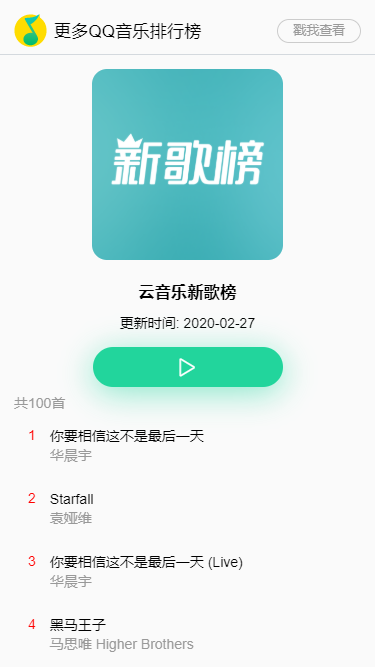 更多QQ音乐排行榜
戳我查看
新歌榜
云音乐新歌榜
更新时间: 2020-02-27
共100首
1 你要相信这不是最后一天
华晨宇
2 Starfall
袁娅维
3 你要相信这不是最后一天 (Live)
华晨宇
4 黑马王子
马思唯 Higher Brothers